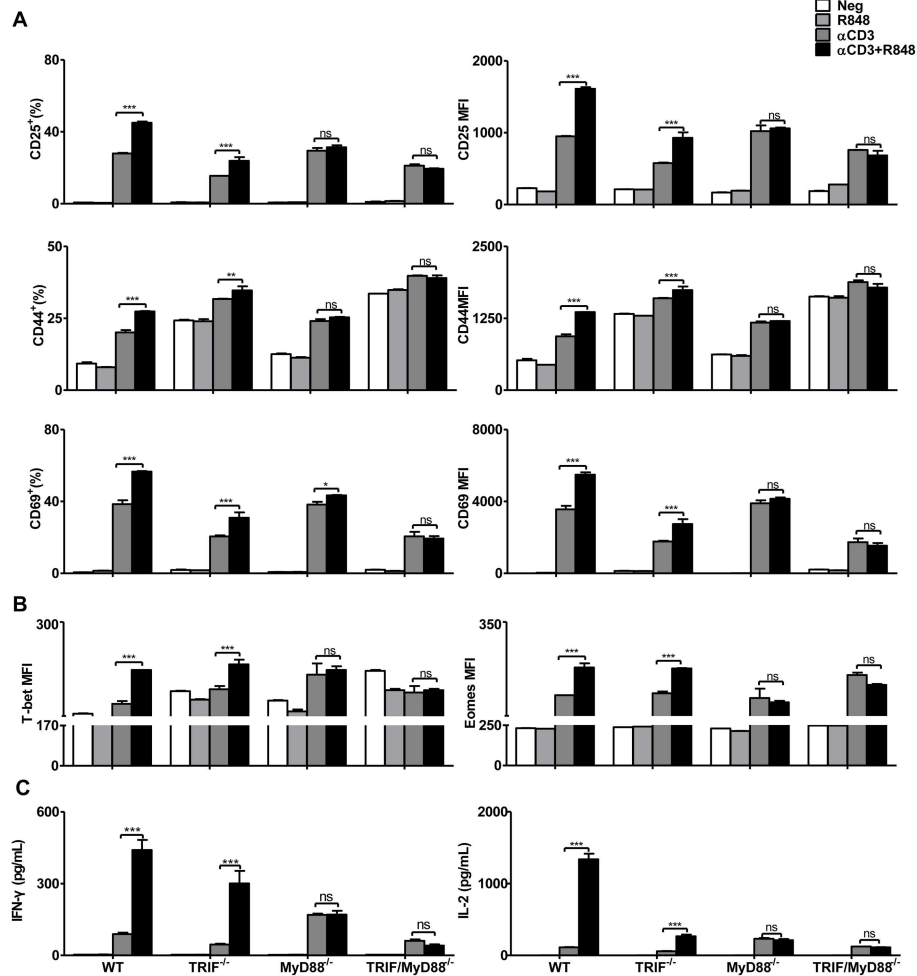 A
Neg
R848
αCD3
αCD3+R848
CD25⁺(%)
80
40
0
***
***
ns
ns
CD25 MFI
2000
1000
0
***
***
ns
ns
CD44⁺(%)
50
25
0
***
**
ns
ns
CD44MFI
2500
1250
0
***
***
ns
ns
CD69⁺(%)
80
40
0
***
***
*
ns
CD69 MFI
8000
4000
0
***
***
ns
ns
B
T-bet MFI
300
170
0
***
***
ns
ns
Eomes MFI
350
250
0
***
***
ns
ns
C
IFN-γ (pg/mL)
600
300
0
***
***
ns
ns
WT TRIF⁻/⁻ MyD88⁻/⁻ TRIF/MyD88⁻/⁻
IL-2 (pg/mL)
2000
1000
0
***
***
ns
ns
WT TRIF⁻/⁻ MyD88⁻/⁻ TRIF/MyD88⁻/⁻